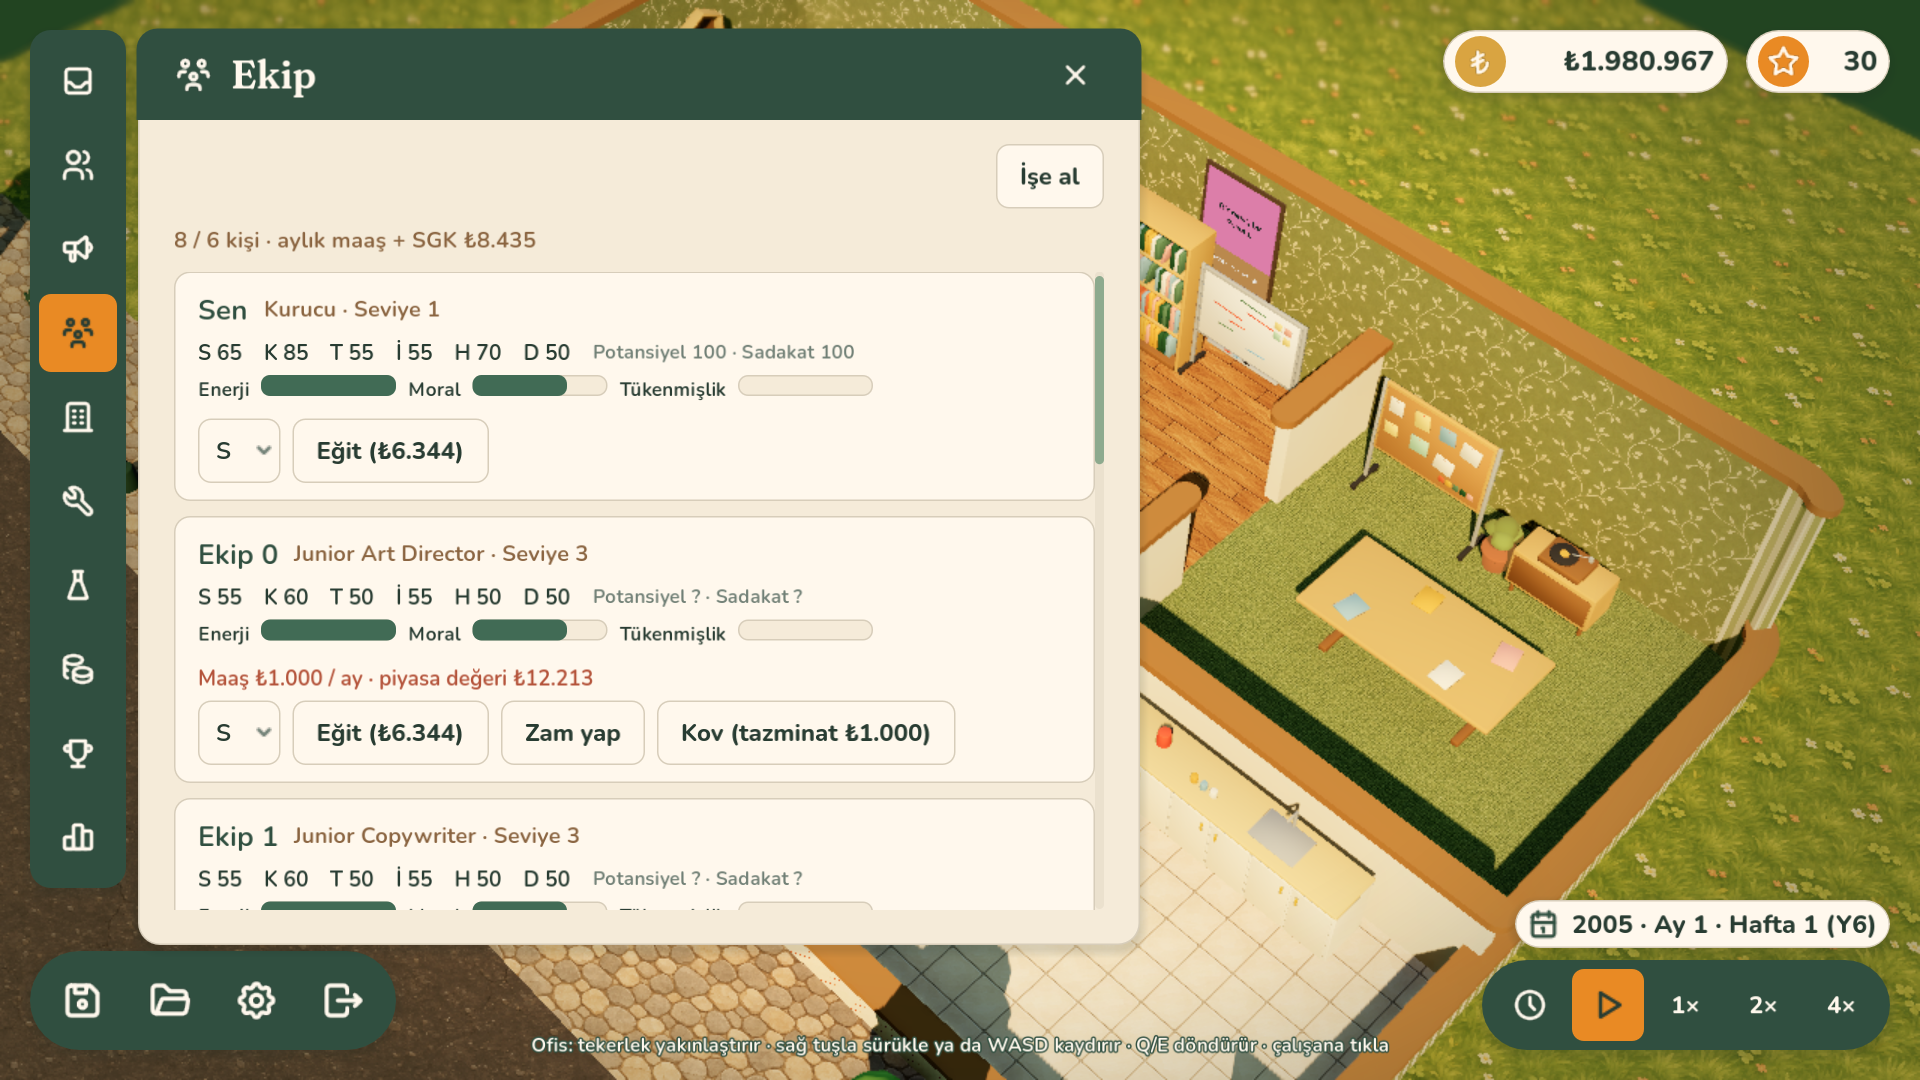 Ekip
₺1.980.967
30
İşe al
8 / 6 kişi · aylık maaş + SGK ₺8.435
Sen Kurucu · Seviye 1
S 65 K 85 T 55 İ 55 H 70 D 50 Potansiyel 100 · Sadakat 100
Enerji Moral Tükenmişlik
S Eğit (₺6.344)
Ekip 0 Junior Art Director · Seviye 3
S 55 K 60 T 50 İ 55 H 50 D 50 Potansiyel ? · Sadakat ?
Enerji Moral Tükenmişlik
Maaş ₺1.000 / ay · piyasa değeri ₺12.213
S Eğit (₺6.344) Zam yap Kov (tazminat ₺1.000)
Ekip 1 Junior Copywriter · Seviye 3
S 55 K 60 T 50 İ 55 H 50 D 50 Potansiyel ? · Sadakat ?
2005 · Ay 1 · Hafta 1 (Y6)
1× 2× 4×
Ofis: tekerlek yakınlaştırır · sağ tuşla sürükle ya da WASD kaydırır · Q/E döndürür · çalışana tıkla